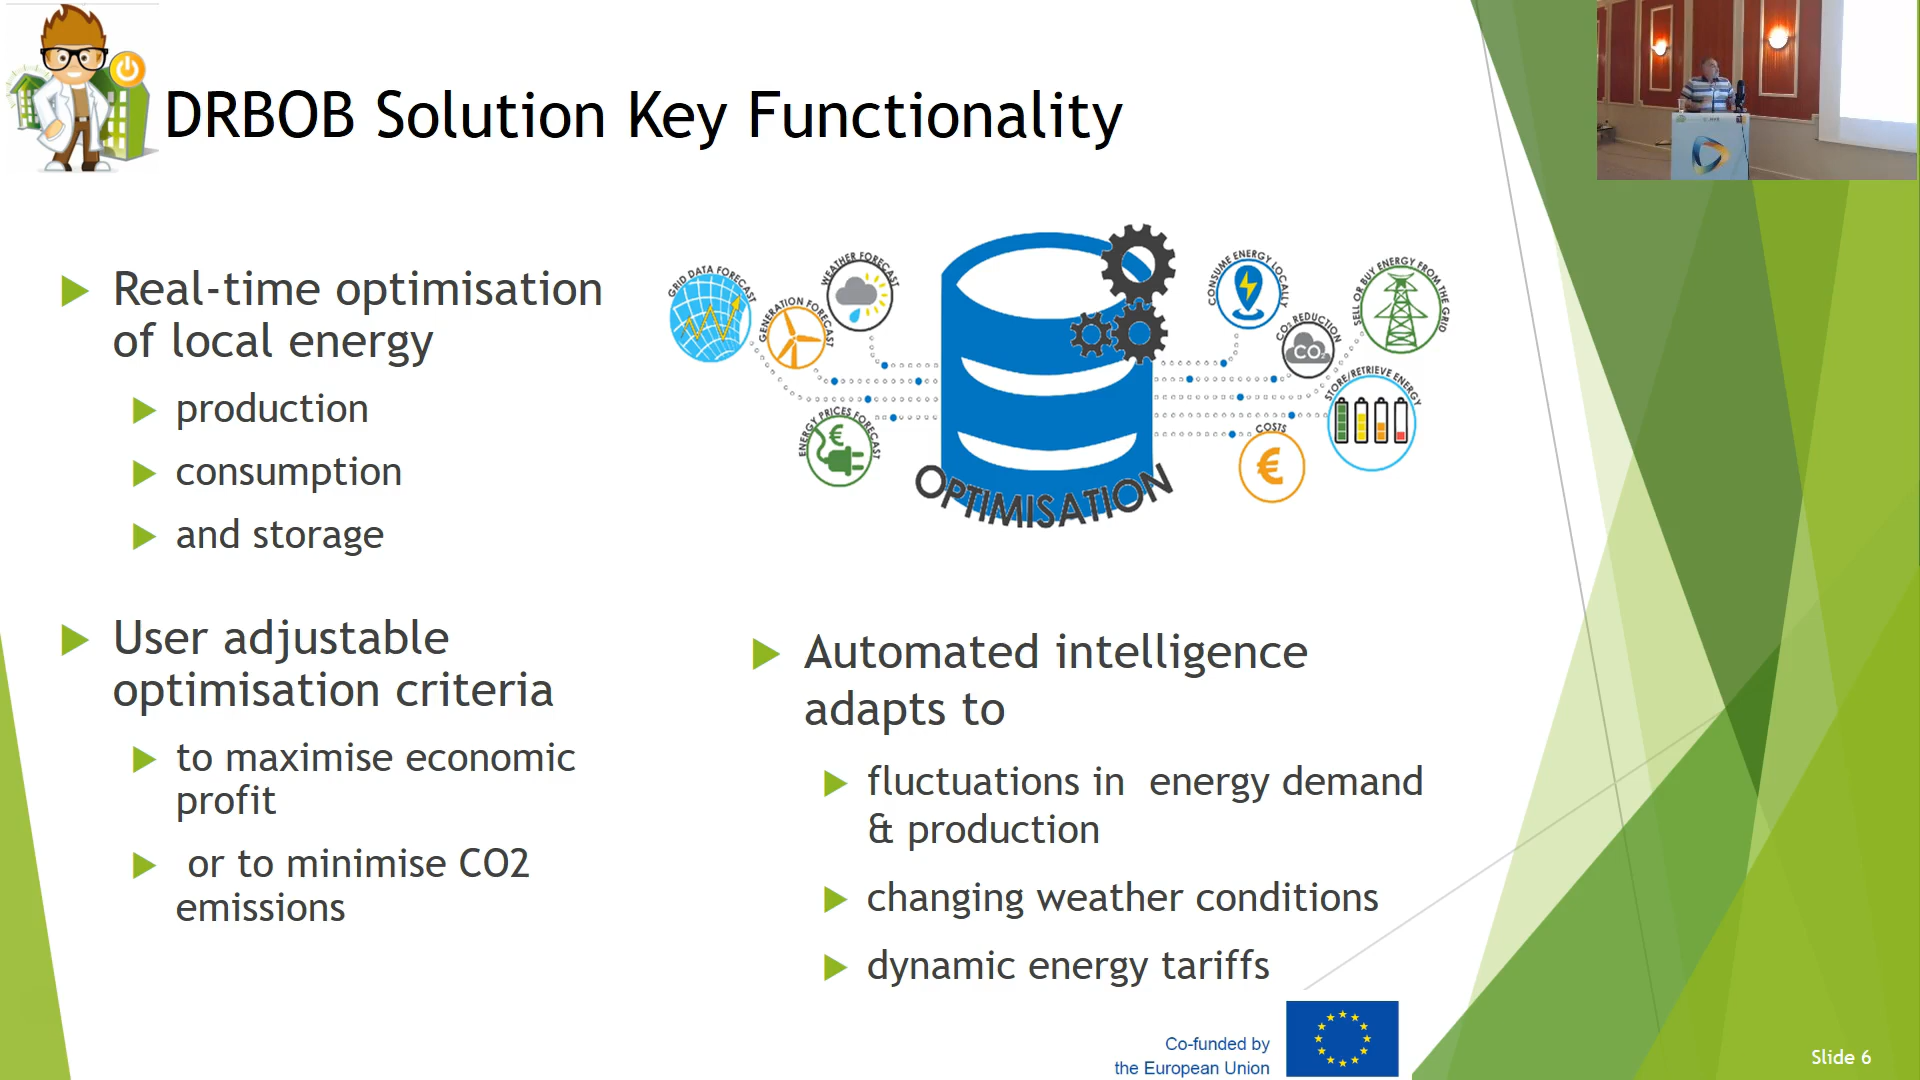 DRBOB Solution Key Functionality
Real-time optimisation
of local energy
production
consumption
and storage
User adjustable
optimisation criteria
to maximise economic
profit
or to minimise CO2
emissions
GRID DATA FORECAST
GENERATION FORECAST
WEATHER FORECAST
ENERGY PRICES FORECAST
€
OPTIMISATION
CONSUME ENERGY LOCALLY
CO2 REDUCTION
CO2
SELL OR BUY ENERGY FROM THE GRID
STORE/RETRIEVE ENERGY
COSTS
€
Automated intelligence
adapts to
fluctuations in energy demand
& production
changing weather conditions
dynamic energy tariffs
Co-funded by
the European Union
Slide 6